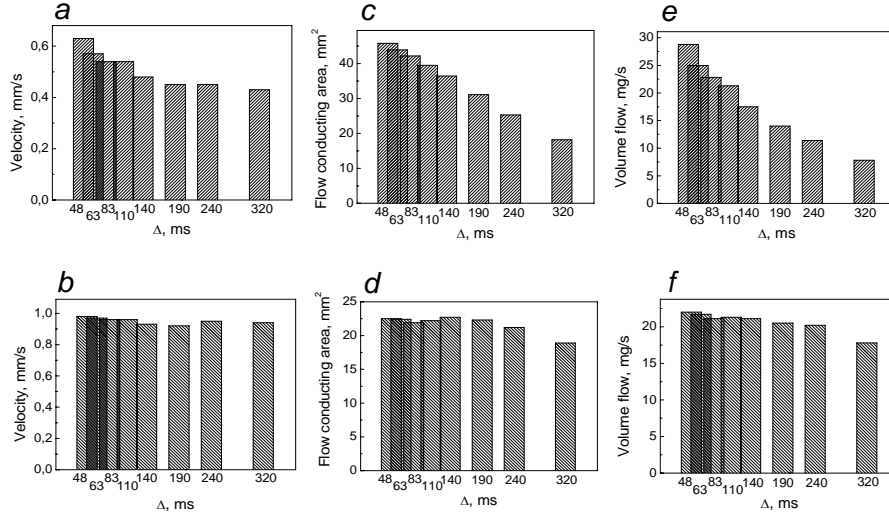 a
Velocity, mm/s
0,6
0,4
0,2
0,0
48 63 83 110 140 190 240 320
Δ, ms
c
Flow conducting area, mm²
40
30
20
10
0
48 63 83 110 140 190 240 320
Δ, ms
e
Volume flow, mg/s
30
25
20
15
10
5
0
48 63 83 110 140 190 240 320
Δ, ms
b
Velocity, mm/s
1,0
0,8
0,6
0,4
0,2
0,0
48 63 83 110 140 190 240 320
Δ, ms
d
Flow conducting area, mm²
25
20
15
10
5
0
48 63 83 110 140 190 240 320
Δ, ms
f
Volume flow, mg/s
20
15
10
5
0
48 63 83 110 140 190 240 320
Δ, ms